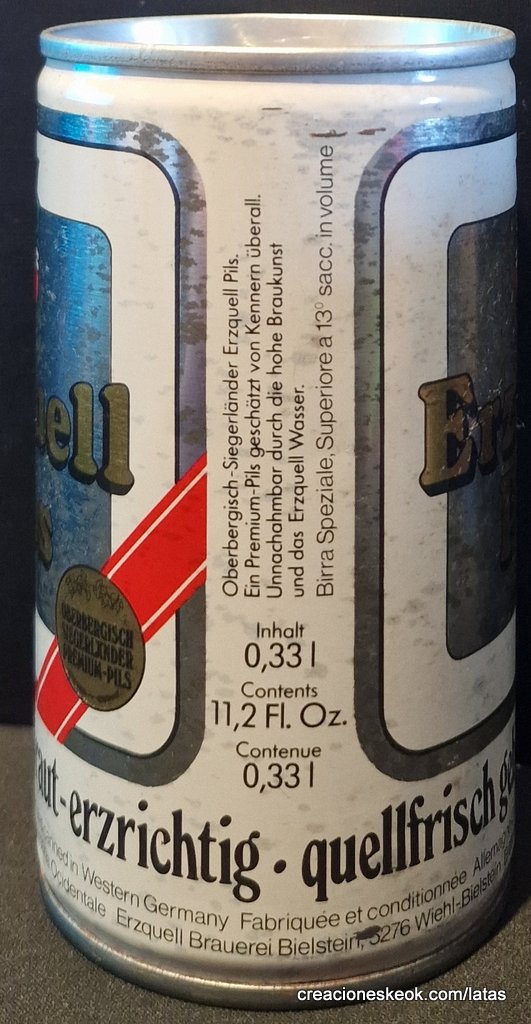 Oberbergisch-Siegerländer Erzquell Pils.
Ein Premium-Pils geschätzt von Kennern überall.
Unnachahmbar durch die hohe Braukunst
und das Erzquell Wasser.
Birra Speziale, Superiore a 13° sacc. in volume
OBERBERGISCH
SIEGERLÄNDER
PREMIUM-PILS
Inhalt
0,33 l
Contents
11,2 Fl. Oz.
Contenue
0,33 l
-erzrichtig · quellfrisch
in Western Germany Fabriquée et conditionnée
Erzquell Brauerei Bielstein, 5276 Wiehl-Bielstein
creacioneskeok.com/latas